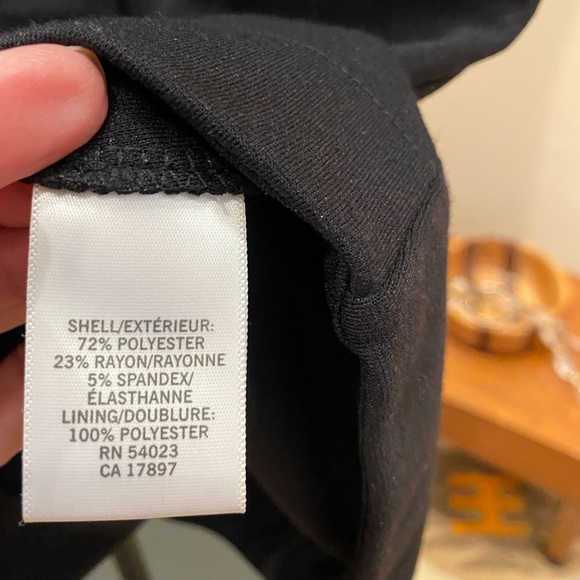 SHELL/EXTÉRIEUR:
72% POLYESTER
23% RAYON/RAYONNE
5% SPANDEX/
ÉLASTHANNE
LINING/DOUBLURE:
100% POLYESTER
RN 54023
CA 17897